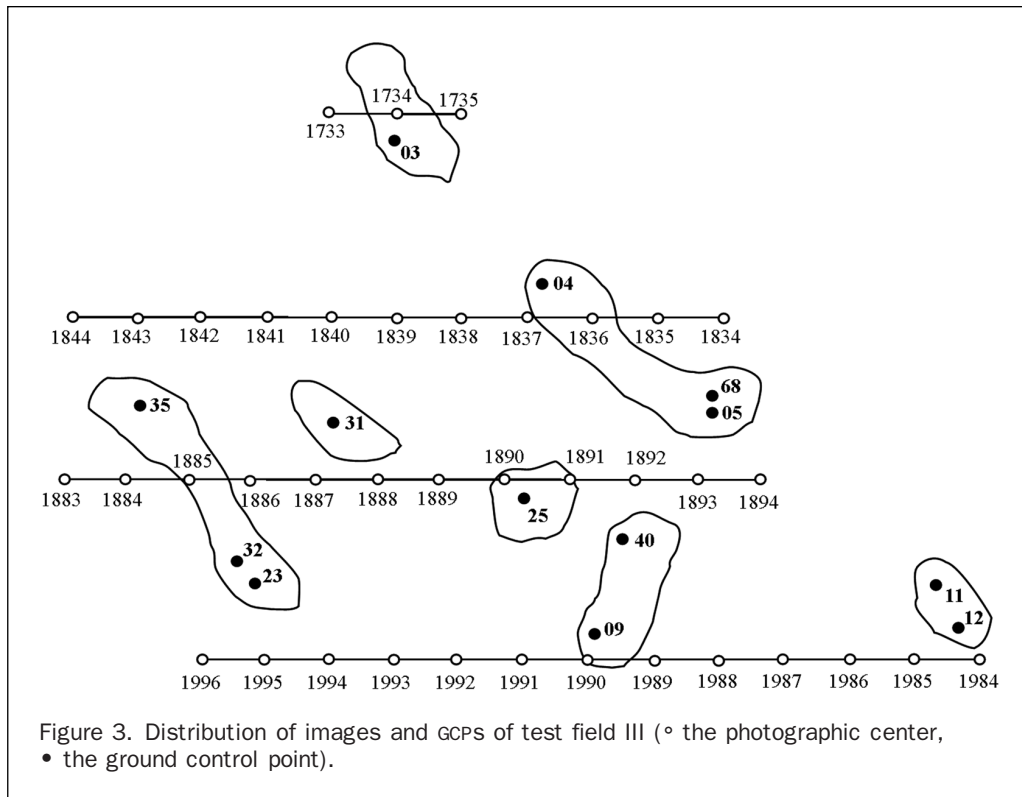 1734 1735
1733
03
04
1844 1843 1842 1841 1840 1839 1838 1837 1836 1835 1834
68
35
05
31
1885 1890 1891 1892
1883 1884 1886 1887 1888 1889 1893 1894
25
40
32
23
11
09
12
1996 1995 1994 1993 1992 1991 1990 1989 1988 1987 1986 1985 1984
Figure 3. Distribution of images and GCPs of test field III (° the photographic center,
• the ground control point).